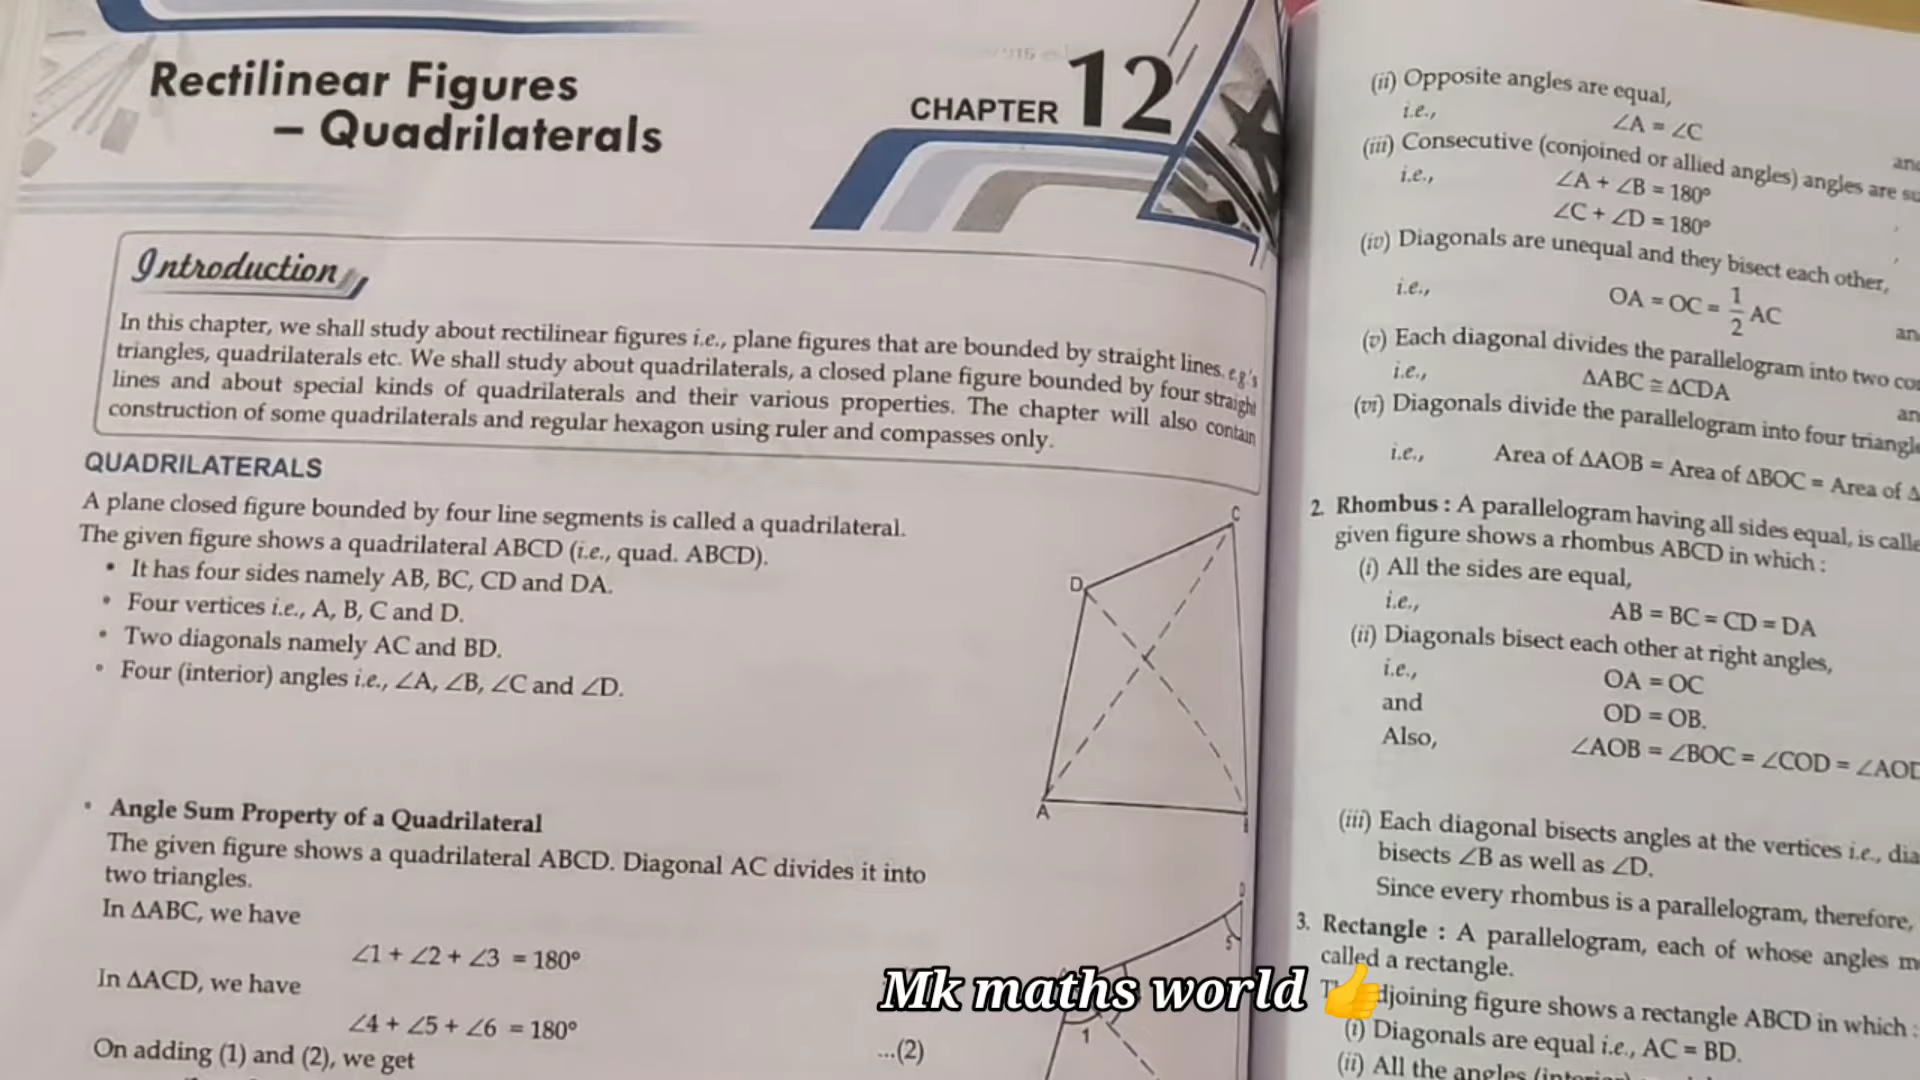 Rectilinear Figures
– Quadrilaterals
CHAPTER 12
Introduction
In this chapter, we shall study about rectilinear figures i.e., plane figures that are bounded by straight lines. e.g's
triangles, quadrilaterals etc. We shall study about quadrilaterals, a closed plane figure bounded by four straight
lines and about special kinds of quadrilaterals and their various properties. The chapter will also contain
construction of some quadrilaterals and regular hexagon using ruler and compasses only.
QUADRILATERALS
A plane closed figure bounded by four line segments is called a quadrilateral.
The given figure shows a quadrilateral ABCD (i.e., quad. ABCD).
• It has four sides namely AB, BC, CD and DA.
• Four vertices i.e., A, B, C and D.
• Two diagonals namely AC and BD.
• Four (interior) angles i.e., ∠A, ∠B, ∠C and ∠D.
C
D
A
• Angle Sum Property of a Quadrilateral
The given figure shows a quadrilateral ABCD. Diagonal AC divides it into
two triangles.
In ΔABC, we have
∠1 + ∠2 + ∠3 = 180°
In ΔACD, we have
∠4 + ∠5 + ∠6 = 180°
...(2)
On adding (1) and (2), we get
D
5
1
(ii) Opposite angles are equal,
i.e., ∠A = ∠C
(iii) Consecutive (conjoined or allied angles) angles are
i.e., ∠A + ∠B = 180°
∠C + ∠D = 180°
(iv) Diagonals are unequal and they bisect each other,
i.e., OA = OC = 1/2 AC
(v) Each diagonal divides the parallelogram into two
i.e., ΔABC ≅ ΔCDA
(vi) Diagonals divide the parallelogram into four
i.e., Area of ΔAOB = Area of ΔBOC = Area of
2. Rhombus : A parallelogram having all sides equal, is
given figure shows a rhombus ABCD in which :
(i) All the sides are equal,
i.e., AB = BC = CD = DA
(ii) Diagonals bisect each other at right angles,
i.e., OA = OC
and OD = OB.
Also, ∠AOB = ∠BOC = ∠COD =
(iii) Each diagonal bisects angles at the vertices i.e.,
bisects ∠B as well as ∠D.
Since every rhombus is a parallelogram, therefore,
3. Rectangle : A parallelogram, each of whose angles
called a rectangle.
figure shows a rectangle ABCD in which :
(i) Diagonals are equal i.e., AC = BD.
(ii) All the angles
Mk maths world 👍